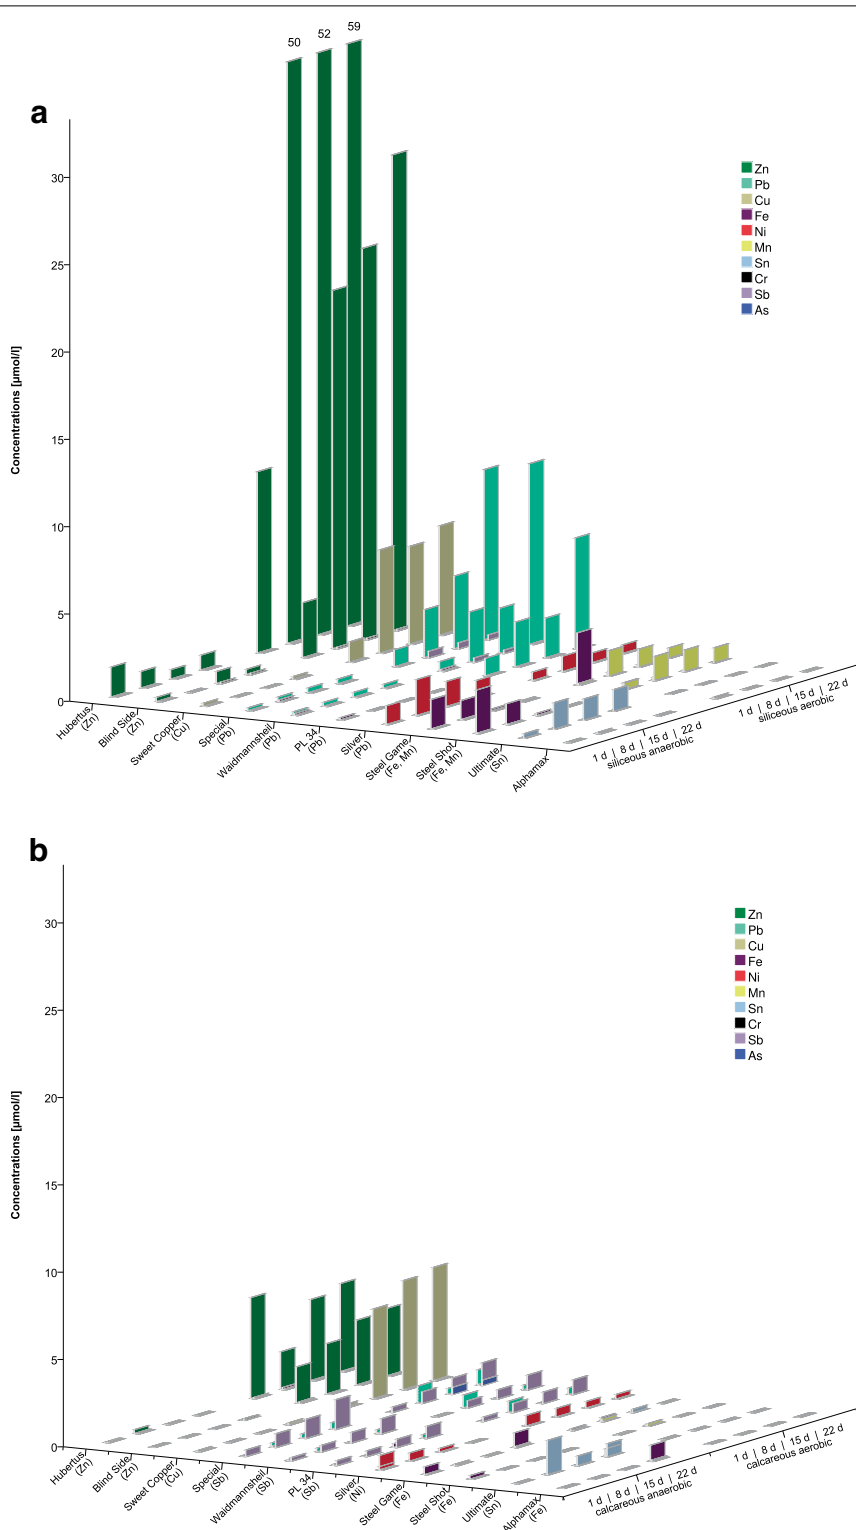 50
52
59
a
Concentrations [µmol/l]
30
25
20
15
10
5
0
Zn
Pb
Cu
Fe
Ni
Mn
Sn
Cr
Sb
As
Hubertus
(Zn)
Blind Side
(Zn)
Sweet Copper
(Cu)
Special
(Pb)
Waidmannsheil
(Pb)
PL 34
(Pb)
Silver
(Pb)
Steel Game
(Fe, Mn)
Steel Shot
(Fe, Mn)
Ultimate
(Sn)
Alphamax
1 d | 8 d | 15 d | 22 d
siliceous anaerobic
1 d | 8 d | 15 d | 22 d
siliceous aerobic
b
Concentrations [µmol/l]
30
25
20
15
10
5
0
Zn
Pb
Cu
Fe
Ni
Mn
Sn
Cr
Sb
As
Hubertus
(Zn)
Blind Side
(Zn)
Sweet Copper
(Cu)
Special
(Sb)
Waidmannsheil
(Sb)
PL 34
(Sb)
Silver
(Ni)
Steel Game
(Fe)
Steel Shot
(Fe)
Ultimate
(Sn)
Alphamax
(Fe)
1 d | 8 d | 15 d | 22 d
calcareous anaerobic
1 d | 8 d | 15 d | 22 d
calcareous aerobic